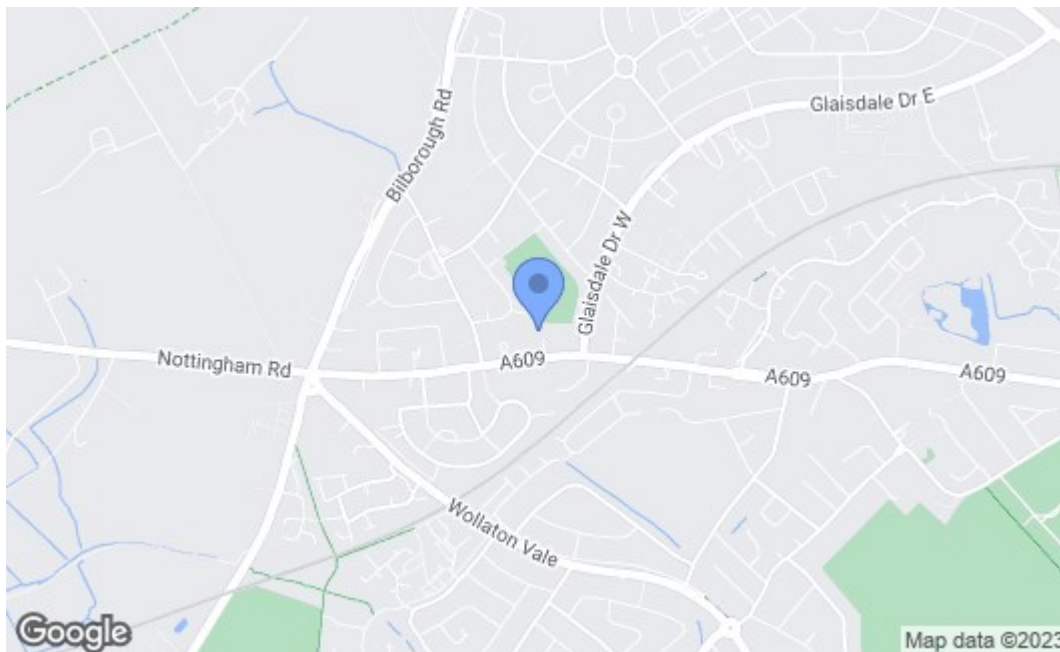 Glaisdale Dr E
Bilborough Rd
Glaisdale Dr W
Nottingham Rd
A609
A609
A609
Wollaton Vale
Google
Map data ©2023